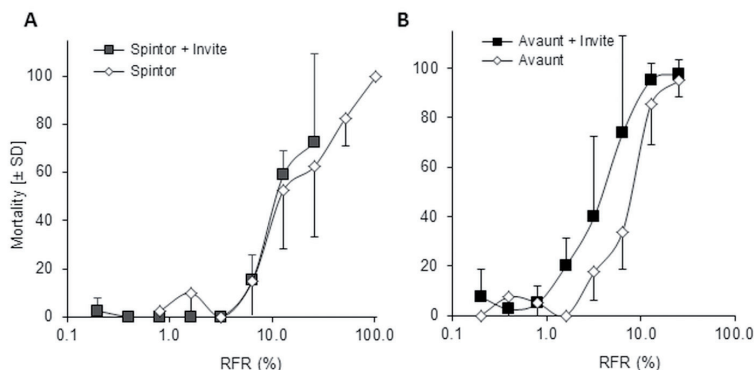 A
Spintor + Invite
Spintor
100
80
60
40
20
0
Mortality [± SD]
0.1
1.0
10.0
100.0
RFR (%)
B
Avaunt + Invite
Avaunt
100
80
60
40
20
0
0.1
1.0
10.0
100.0
RFR (%)